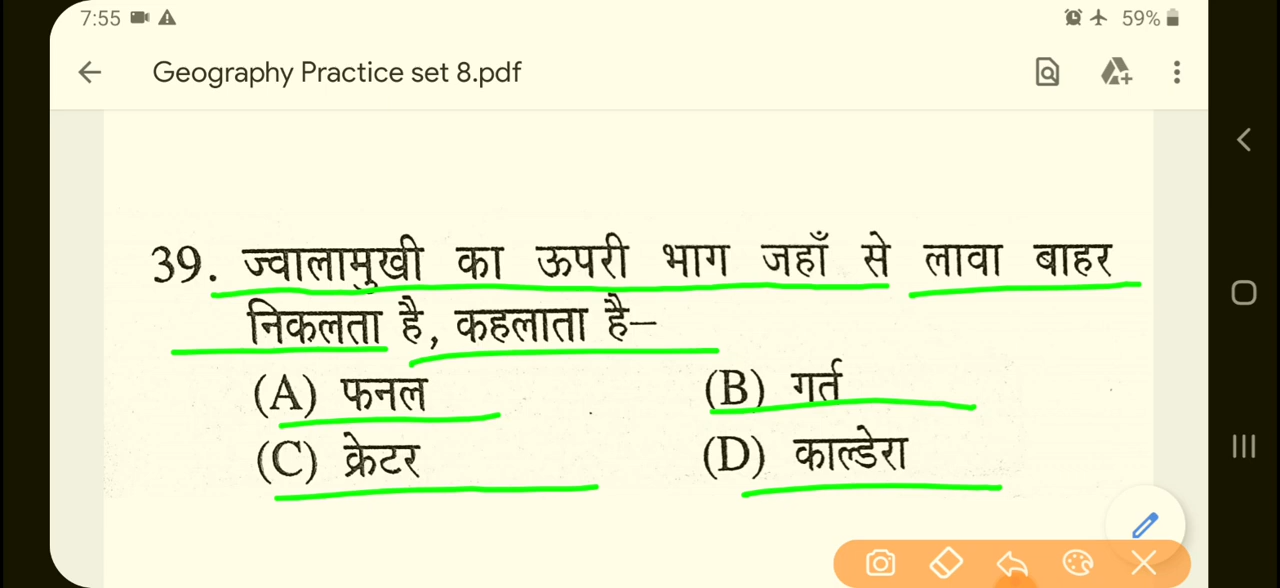 7:55
59%
Geography Practice set 8.pdf
39. ज्वालामुखी का ऊपरी भाग जहाँ से लावा बाहर
निकलता है, कहलाता है–
(A) फनल (B) गर्त
(C) क्रेटर (D) काल्डेरा